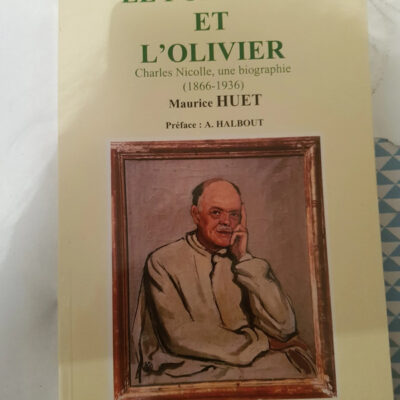 ET
L'OLIVIER
Charles Nicolle, une biographie
(1866-1936)
Maurice HUET
Préface : A. HALBOUT